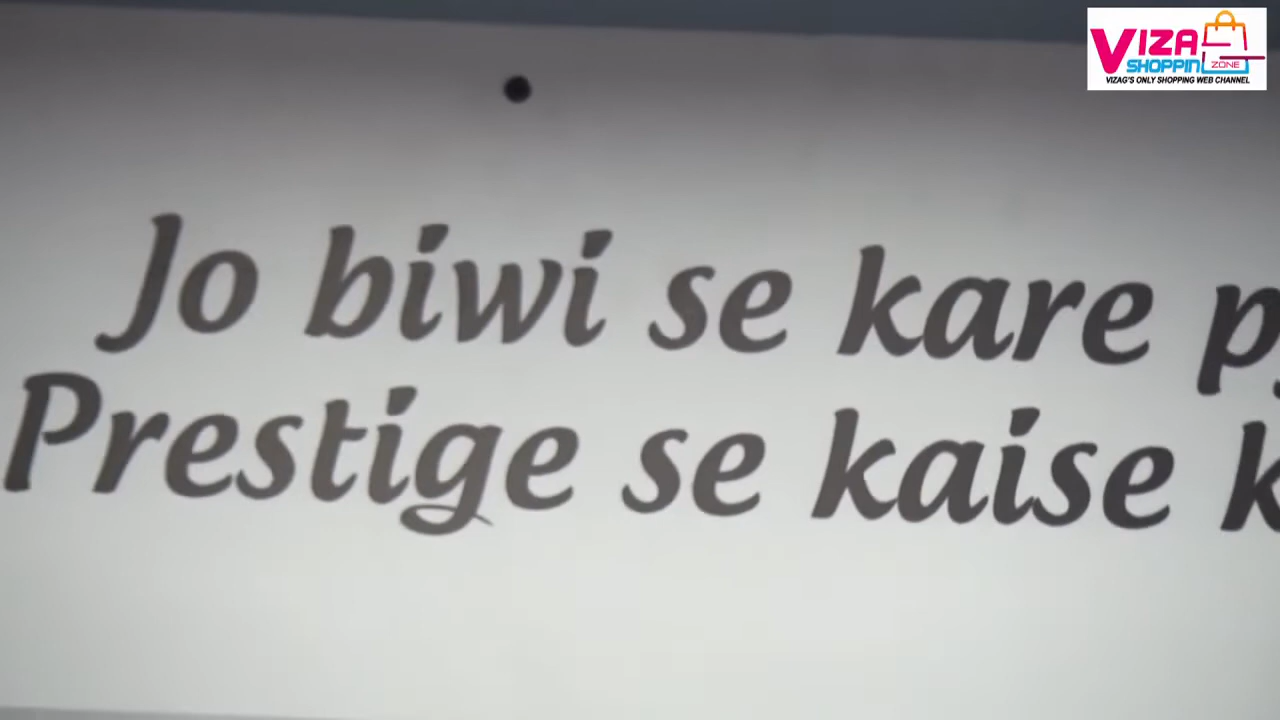 Jo biwi se kare
Prestige se kaise
VIZA
SHOPPIN
ZONE
VIZAG'S ONLY SHOPPING WEB CHANNEL